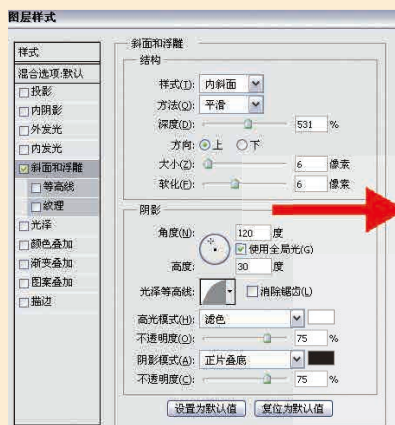 图层样式
样式
混合选项:默认
投影
内阴影
外发光
内发光
斜面和浮雕
等高线
纹理
光泽
颜色叠加
渐变叠加
图案叠加
描边
斜面和浮雕
结构
样式(T): 内斜面
方法(Q): 平滑
深度(D): 531 %
方向: 上 下
大小(Z): 6 像素
软化(F): 6 像素
阴影
角度(N): 120 度
使用全局光(G)
高度: 30 度
光泽等高线: 消除锯齿(L)
高光模式(H): 滤色
不透明度(O): 75 %
阴影模式(A): 正片叠底
不透明度(C): 75 %
设置为默认值 复位为默认值